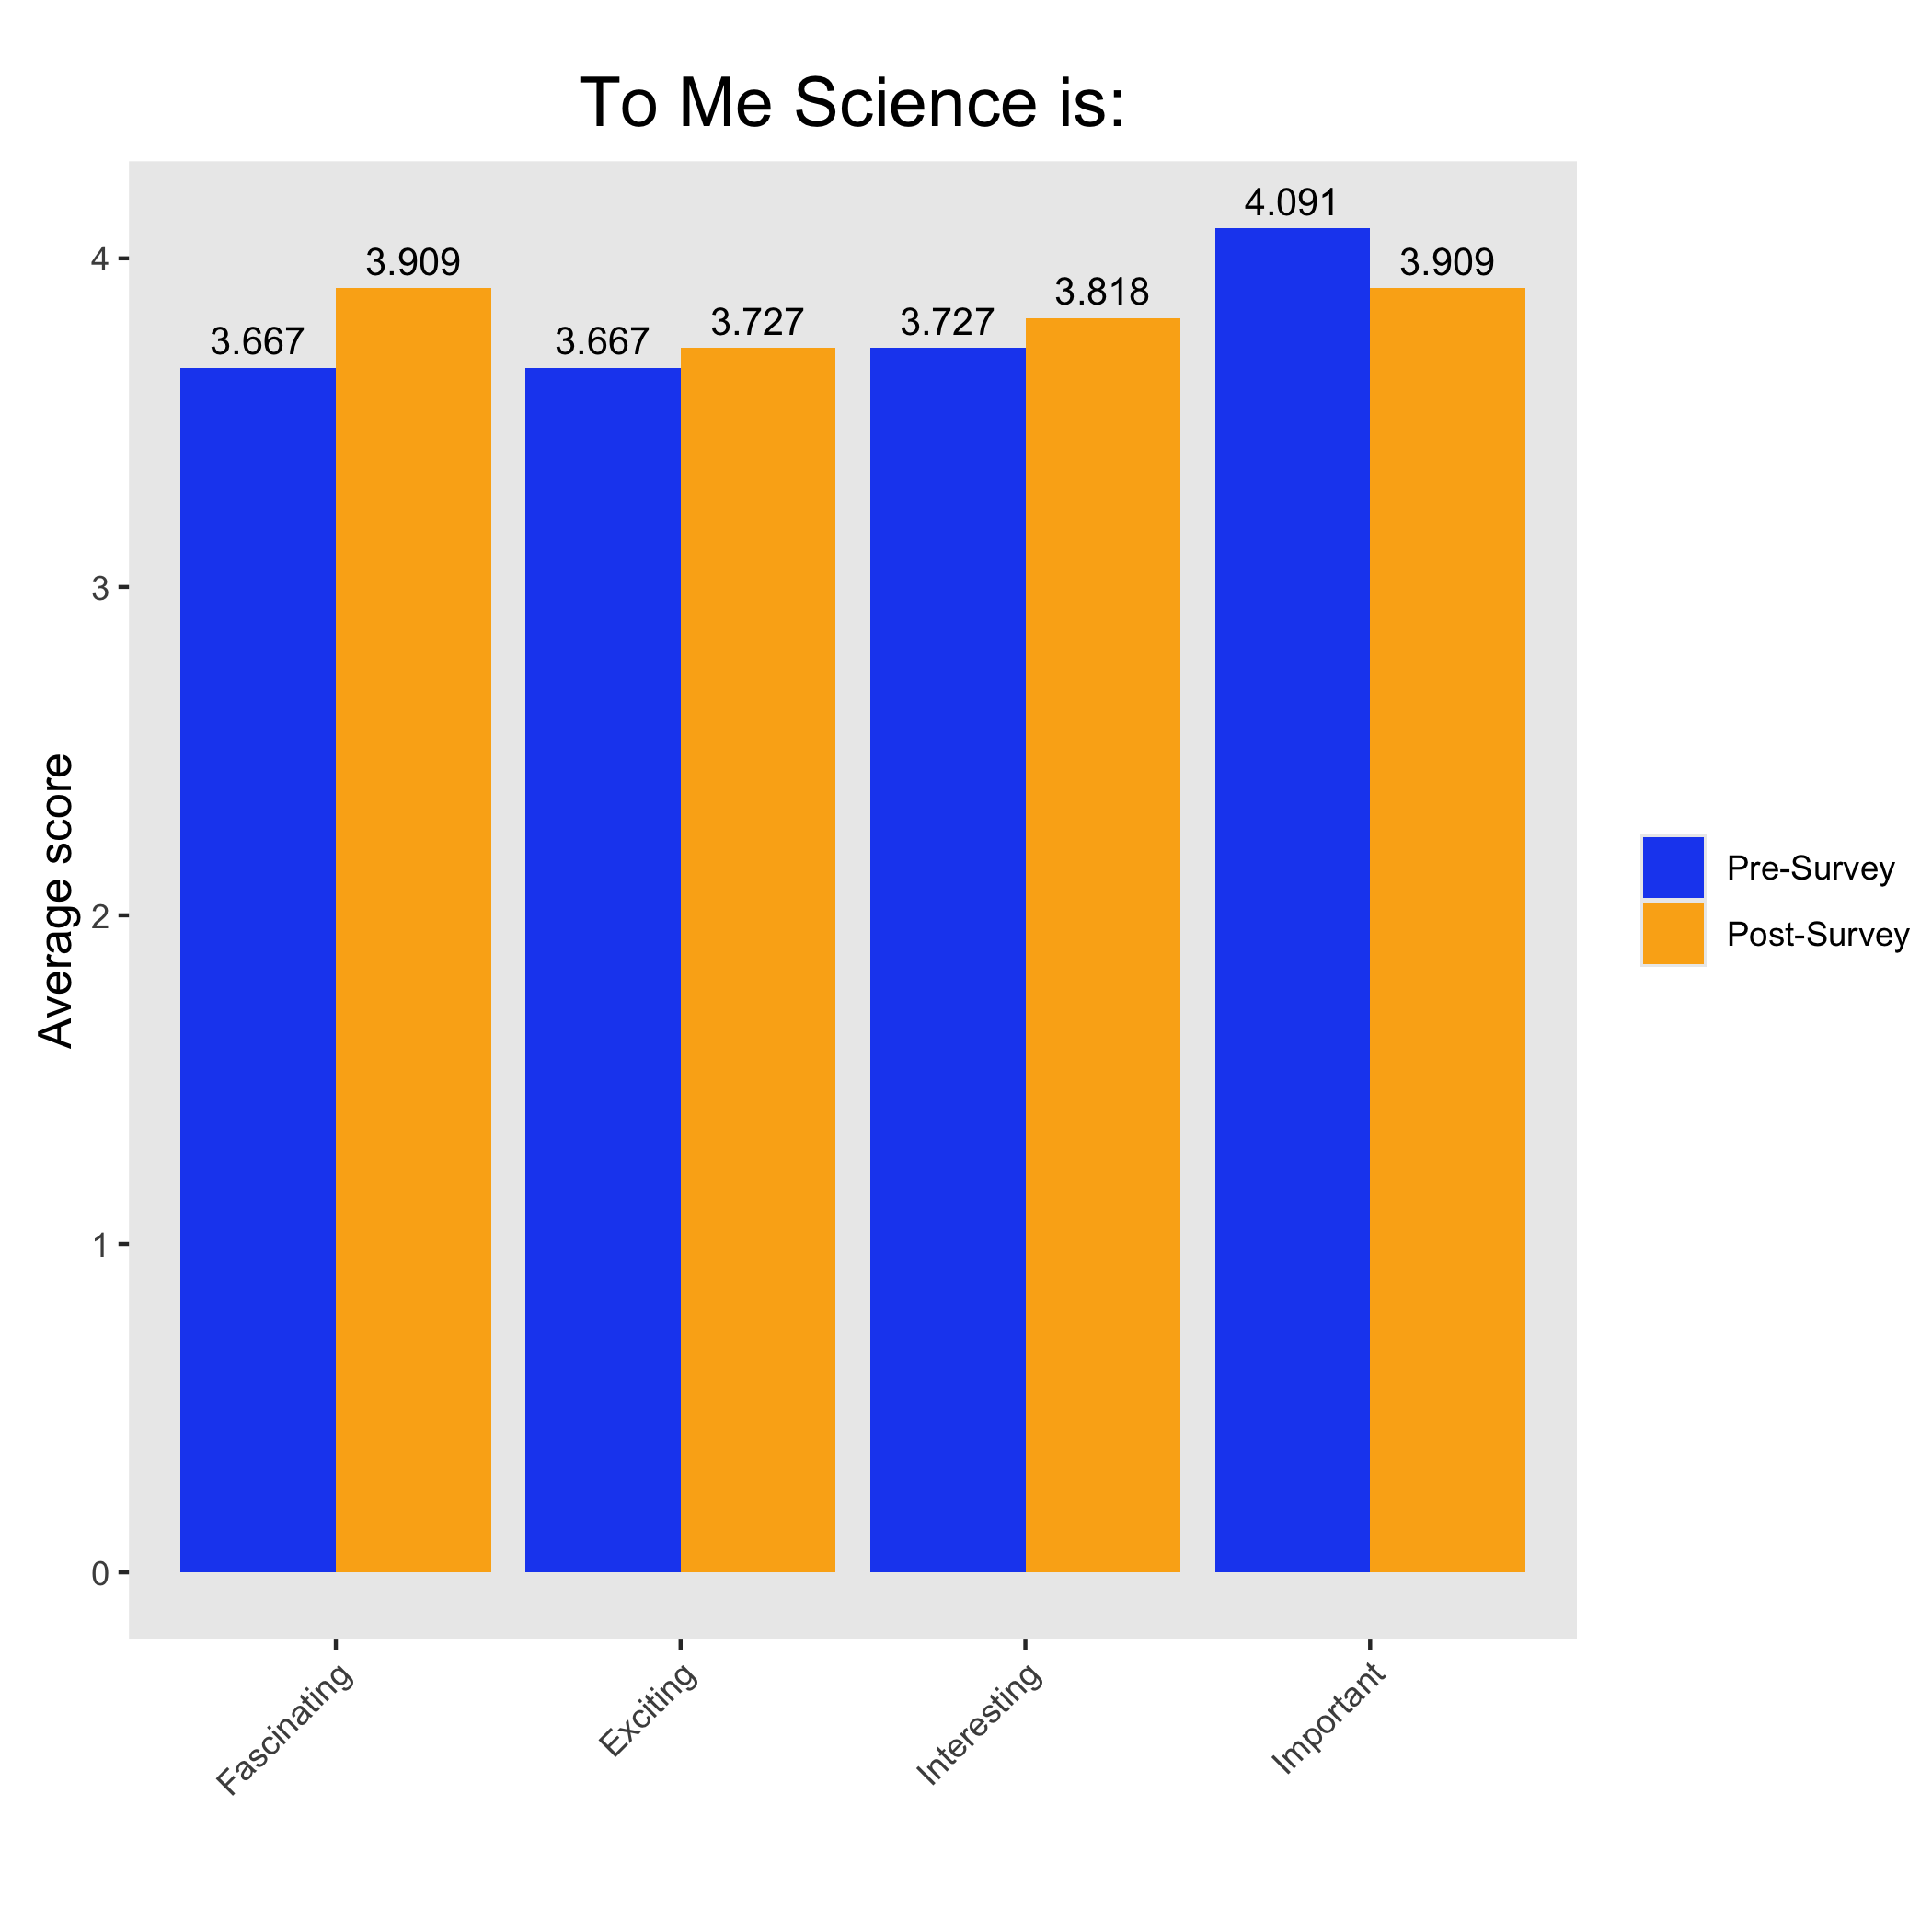 To Me Science is:
4.091
3.909
3.909
3.818
3.727
3.727
3.667
3.667
4
3
2
1
0
Average score
Pre-Survey
Post-Survey
Fascinating
Exciting
Interesting
Important